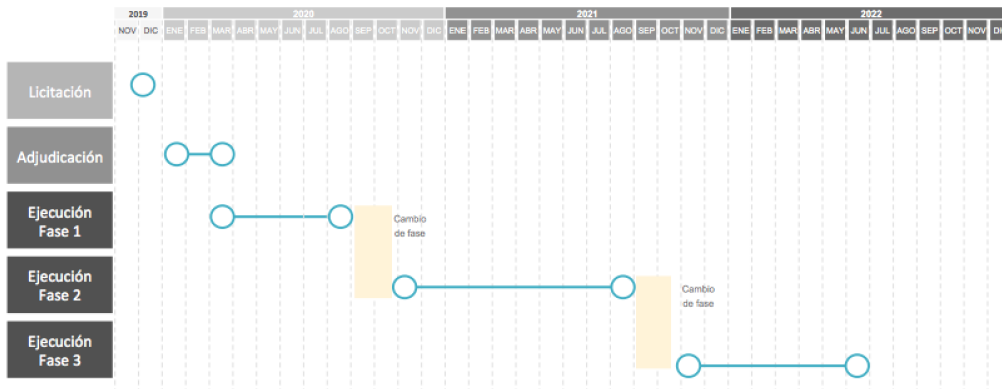 2019 2020 2021 2022
NOV DIC ENE FEB MAR ABR MAY JUN JUL AGO SEP OCT NOV DIC ENE FEB MAR ABR MAY JUN JUL AGO SEP OCT NOV DIC ENE FEB MAR ABR MAY JUN JUL AGO SEP OCT NOV DIC
Licitación
Adjudicación
Ejecución
Fase 1
Cambio
de fase
Ejecución
Fase 2
Cambio
de fase
Ejecución
Fase 3